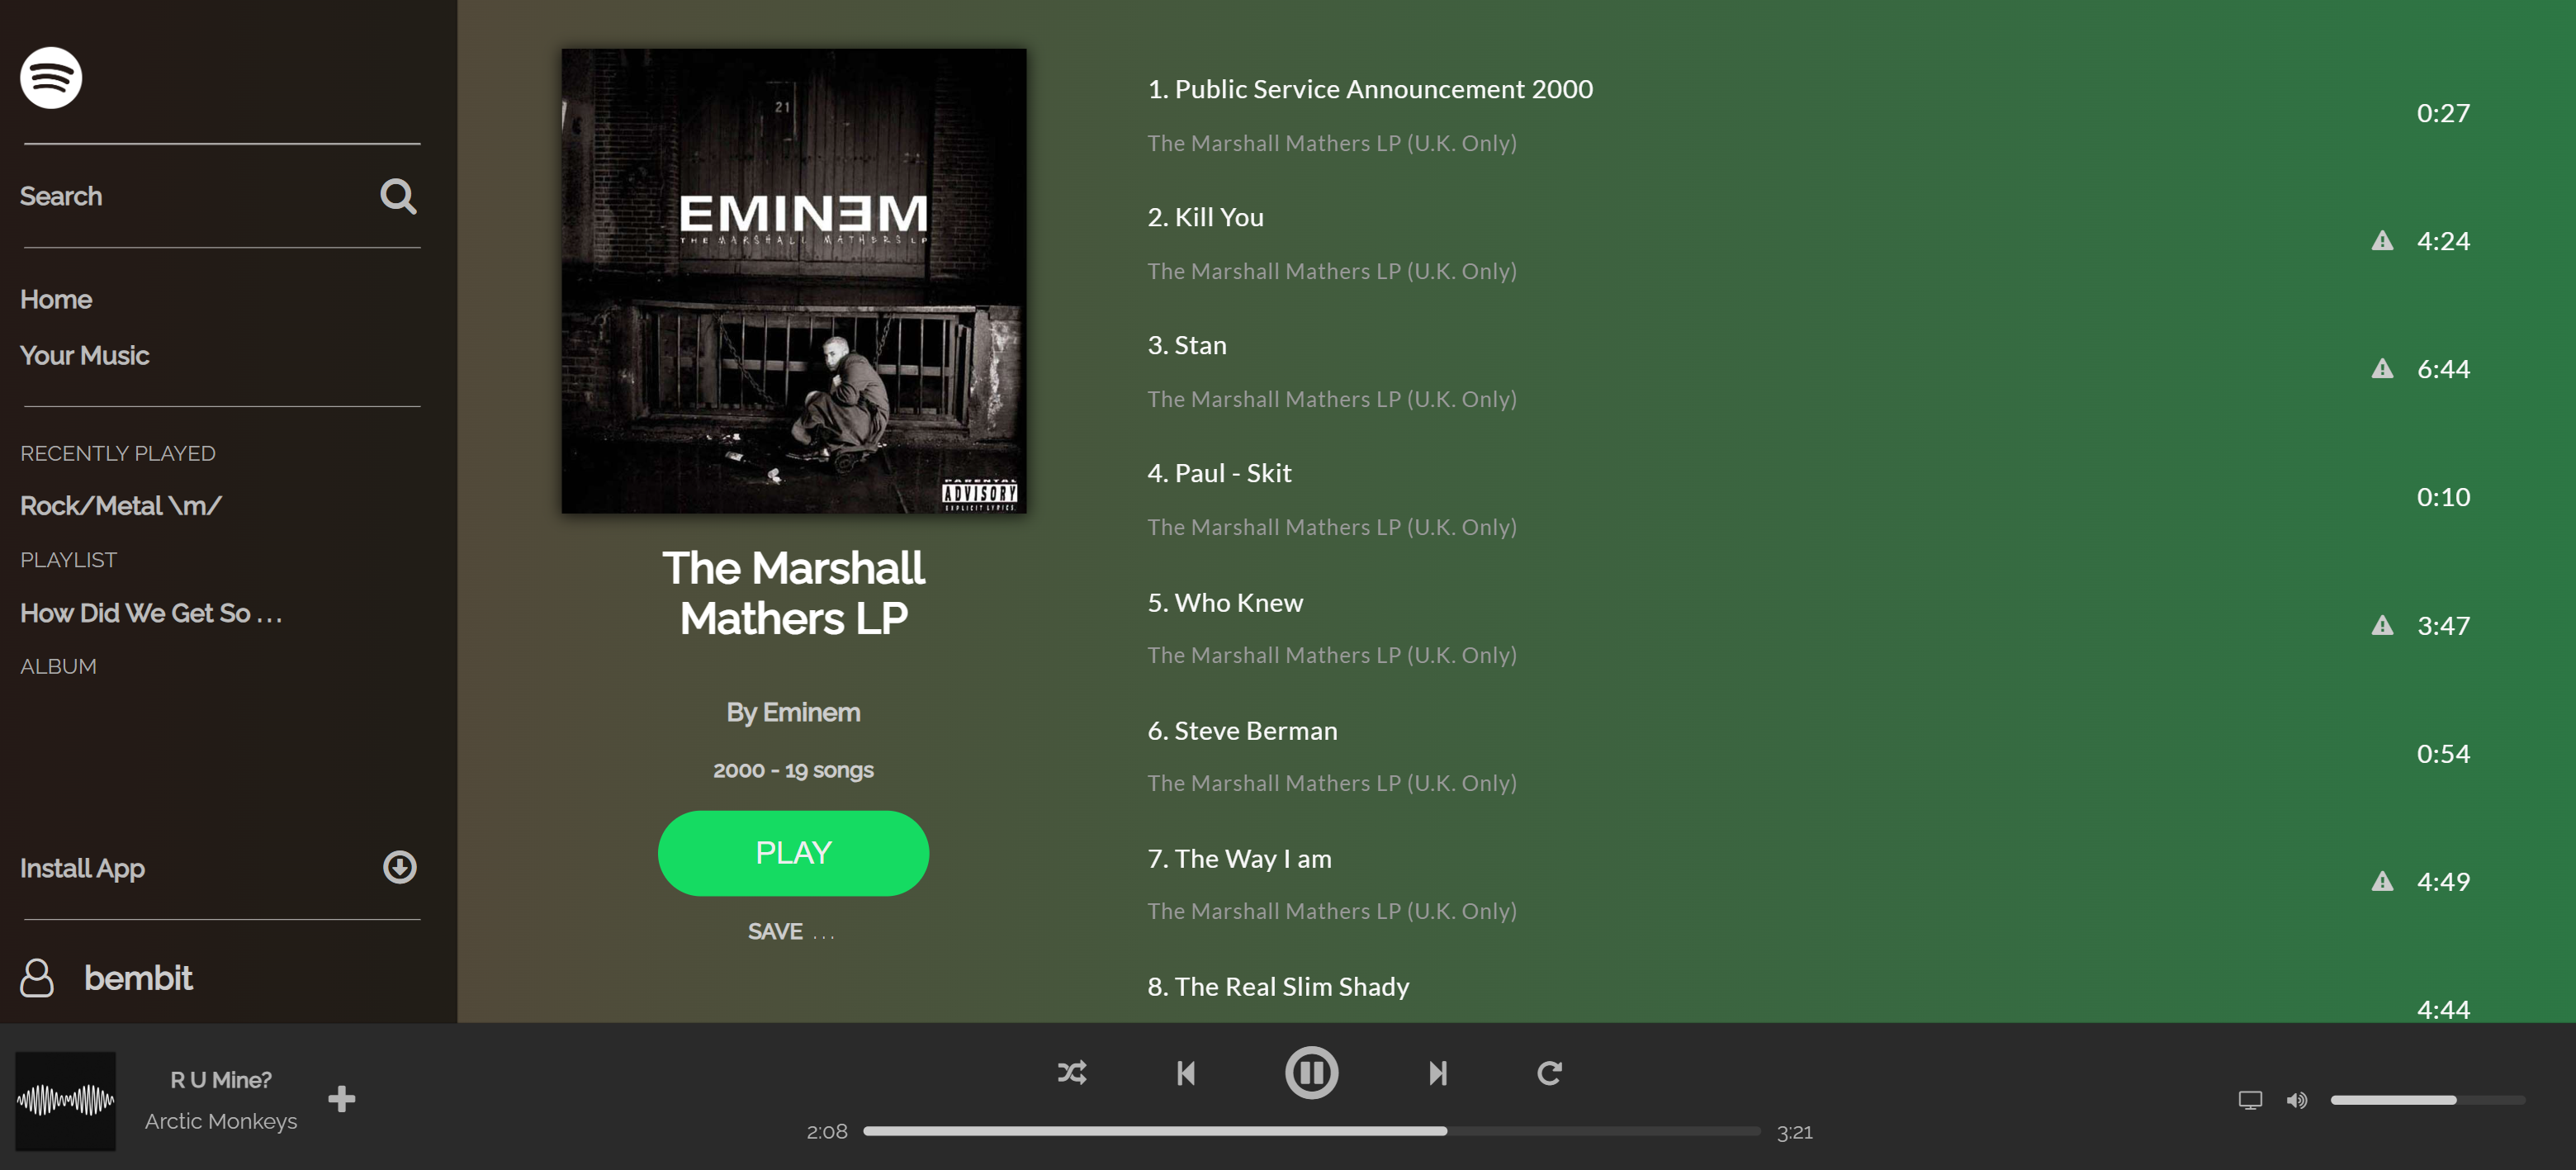 Search
Home
Your Music
RECENTLY PLAYED
Rock/Metal \m/
PLAYLIST
How Did We Get So ...
ALBUM
Install App
bembit
21
EMINƎM
THE MARSHALL MATHERS LP
PARENTAL
ADVISORY
EXPLICIT LYRICS
The Marshall
Mathers LP
By Eminem
2000 - 19 songs
PLAY
SAVE ...
1. Public Service Announcement 2000
0:27
The Marshall Mathers LP (U.K. Only)
2. Kill You
4:24
The Marshall Mathers LP (U.K. Only)
3. Stan
6:44
The Marshall Mathers LP (U.K. Only)
4. Paul - Skit
0:10
The Marshall Mathers LP (U.K. Only)
5. Who Knew
3:47
The Marshall Mathers LP (U.K. Only)
6. Steve Berman
0:54
The Marshall Mathers LP (U.K. Only)
7. The Way I am
4:49
The Marshall Mathers LP (U.K. Only)
8. The Real Slim Shady
4:44
R U Mine?
Arctic Monkeys
2:08
3:21